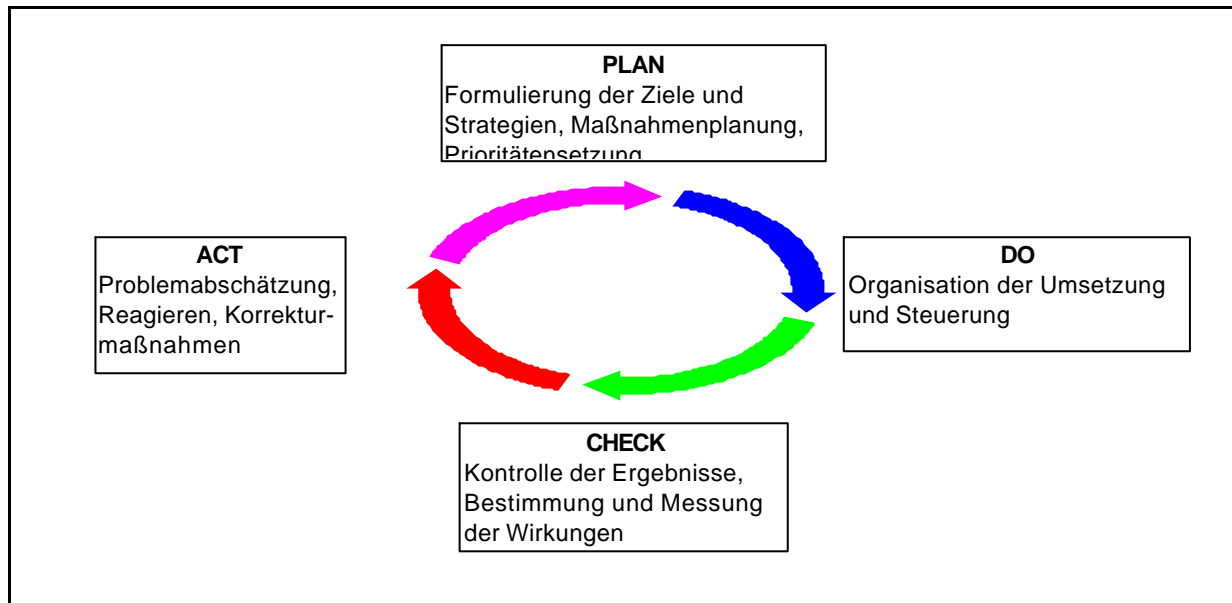 PLAN
Formulierung der Ziele und
Strategien, Maßnahmenplanung,
Prioritätensetzung
ACT
Problemabschätzung,
Reagieren, Korrektur-
maßnahmen
DO
Organisation der Umsetzung
und Steuerung
CHECK
Kontrolle der Ergebnisse,
Bestimmung und Messung
der Wirkungen